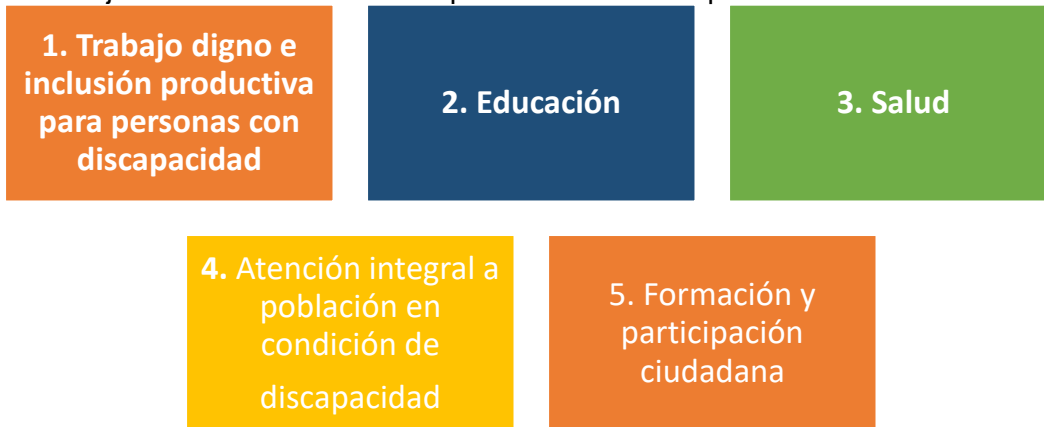 1. Trabajo digno e
inclusión productiva
para personas con
discapacidad
2. Educación
3. Salud
4. Atención integral a
población en
condición de
discapacidad
5. Formación y
participación
ciudadana